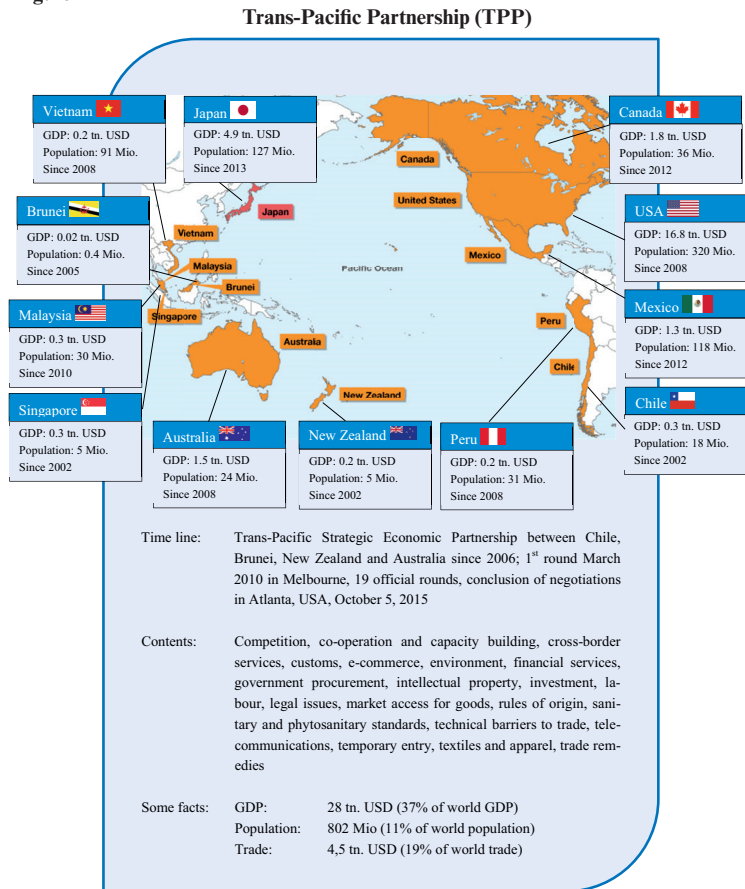 Trans-Pacific Partnership (TPP)
Vietnam
GDP: 0.2 tn. USD
Population: 91 Mio.
Since 2008
Japan
GDP: 4.9 tn. USD
Population: 127 Mio.
Since 2013
Canada
GDP: 1.8 tn. USD
Population: 36 Mio.
Since 2012
Brunei
GDP: 0.02 tn. USD
Population: 0.4 Mio.
Since 2005
USA
GDP: 16.8 tn. USD
Population: 320 Mio.
Since 2008
Malaysia
GDP: 0.3 tn. USD
Population: 30 Mio.
Since 2010
Mexico
GDP: 1.3 tn. USD
Population: 118 Mio.
Since 2012
Singapore
GDP: 0.3 tn. USD
Population: 5 Mio.
Since 2002
Australia
GDP: 1.5 tn. USD
Population: 24 Mio.
Since 2008
New Zealand
GDP: 0.2 tn. USD
Population: 5 Mio.
Since 2002
Peru
GDP: 0.2 tn. USD
Population: 31 Mio.
Since 2008
Chile
GDP: 0.3 tn. USD
Population: 18 Mio.
Since 2002
Canada
United States
Japan
Vietnam
Mexico
Malaysia
Pacific Ocean
Brunei
Singapore
Peru
Australia
Chile
New Zealand
Time line: Trans-Pacific Strategic Economic Partnership between Chile,
Brunei, New Zealand and Australia since 2006; 1st round March
2010 in Melbourne, 19 official rounds, conclusion of negotiations
in Atlanta, USA, October 5, 2015
Contents: Competition, co-operation and capacity building, cross-border
services, customs, e-commerce, environment, financial services,
government procurement, intellectual property, investment, la-
bour, legal issues, market access for goods, rules of origin, sani-
tary and phytosanitary standards, technical barriers to trade, tele-
communications, temporary entry, textiles and apparel, trade rem-
edies
Some facts: GDP: 28 tn. USD (37% of world GDP)
Population: 802 Mio (11% of world population)
Trade: 4,5 tn. USD (19% of world trade)